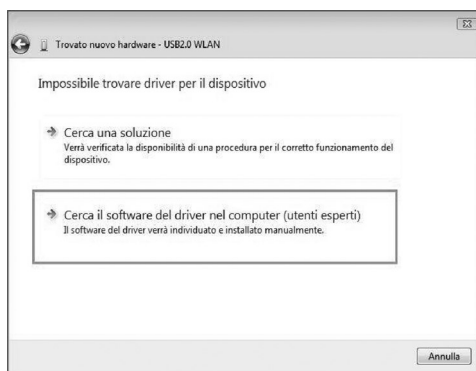 Trovato nuovo hardware - USB2.0 WLAN
Impossibile trovare driver per il dispositivo
Cerca una soluzione
Verrà verificata la disponibilità di una procedura per il corretto funzionamento del
dispositivo.
Cerca il software del driver nel computer (utenti esperti)
Il software del driver verrà individuato e installato manualmente.
Annulla